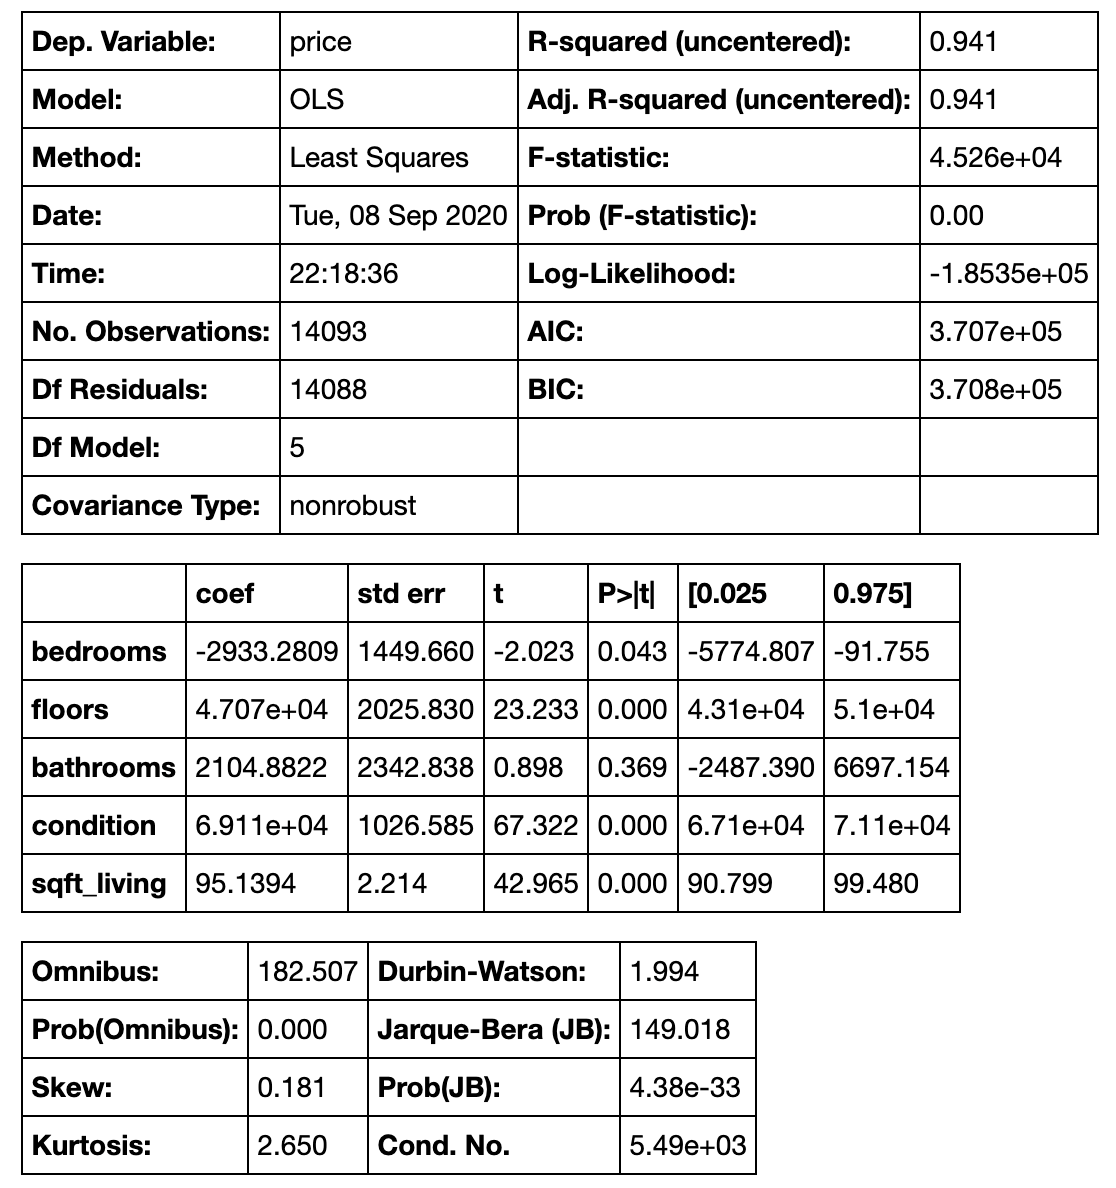 Dep. Variable: price R-squared (uncentered): 0.941
Model: OLS Adj. R-squared (uncentered): 0.941
Method: Least Squares F-statistic: 4.526e+04
Date: Tue, 08 Sep 2020 Prob (F-statistic): 0.00
Time: 22:18:36 Log-Likelihood: -1.8535e+05
No. Observations: 14093 AIC: 3.707e+05
Df Residuals: 14088 BIC: 3.708e+05
Df Model: 5
Covariance Type: nonrobust
coef std err t P>|t| [0.025 0.975]
bedrooms -2933.2809 1449.660 -2.023 0.043 -5774.807 -91.755
floors 4.707e+04 2025.830 23.233 0.000 4.31e+04 5.1e+04
bathrooms 2104.8822 2342.838 0.898 0.369 -2487.390 6697.154
condition 6.911e+04 1026.585 67.322 0.000 6.71e+04 7.11e+04
sqft_living 95.1394 2.214 42.965 0.000 90.799 99.480
Omnibus: 182.507 Durbin-Watson: 1.994
Prob(Omnibus): 0.000 Jarque-Bera (JB): 149.018
Skew: 0.181 Prob(JB): 4.38e-33
Kurtosis: 2.650 Cond. No. 5.49e+03